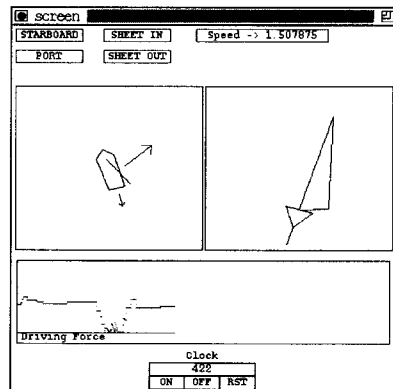 screen
STARBOARD SHEET IN Speed -> 1.507875
PORT SHEET OUT
Driving Force
Clock
422
ON OFF RST